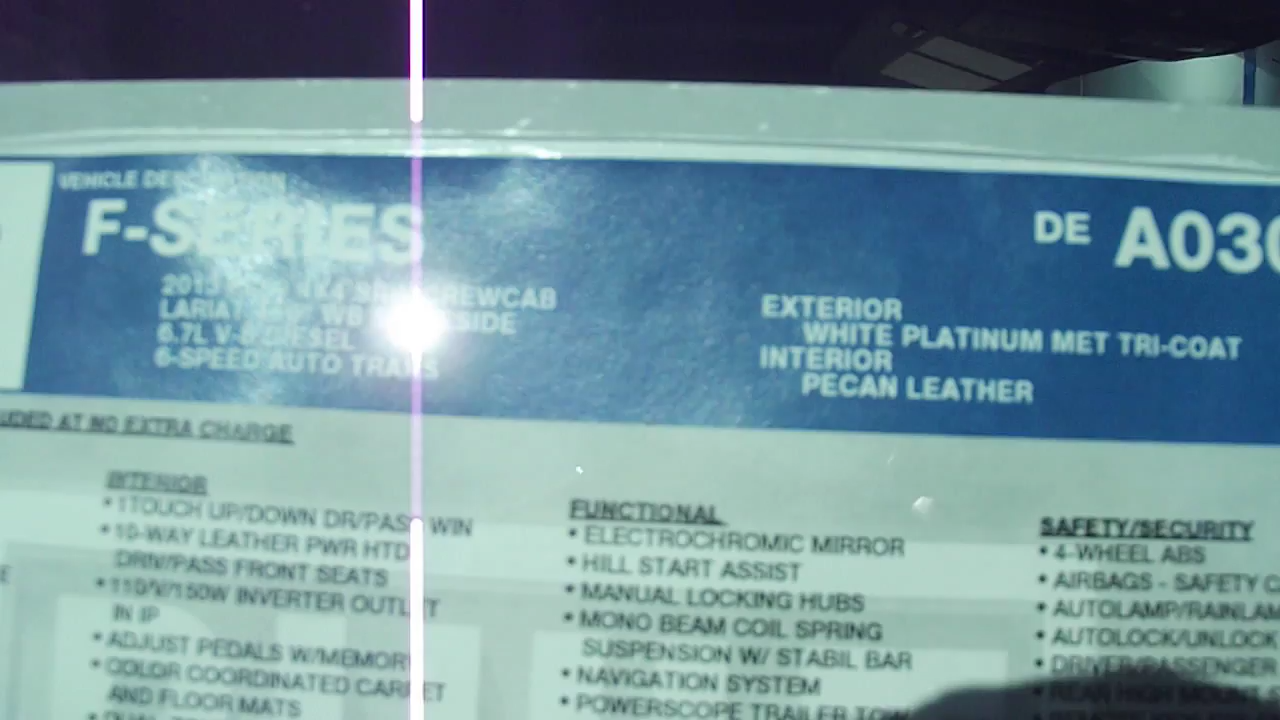 VEHICLE DESCRIPTION
F-SERIES
DE A030
4X4 CREWCAB
LARIAT WB SIDE
6.7L V-8 DIESEL
6-SPEED AUTO TRANS
EXTERIOR
WHITE PLATINUM MET TRI-COAT
INTERIOR
PECAN LEATHER
UDED AT NO EXTRA CHARGE
INTERIOR
• 1TOUCH UP/DOWN DR/PASS WIN
• 10-WAY LEATHER PWR HTD
DRIV/PASS FRONT SEATS
• 110/V/150W INVERTER OUTLET
IN IP
• ADJUST PEDALS W/MEMORY
• COLOR COORDINATED CARPET
AND FLOOR MATS
FUNCTIONAL
• ELECTROCHROMIC MIRROR
• HILL START ASSIST
• MANUAL LOCKING HUBS
• MONO BEAM COIL SPRING
SUSPENSION W/ STABIL BAR
• NAVIGATION SYSTEM
• POWERSCOPE TRAILER TOW
SAFETY/SECURITY
• 4-WHEEL ABS
• AIRBAGS - SAFETY C
• AUTOLAMP/RAINLAM
• AUTOLOCK/UNLOCK
• DRIVER/PASSENGER
• REAR HIGH MOUNT S